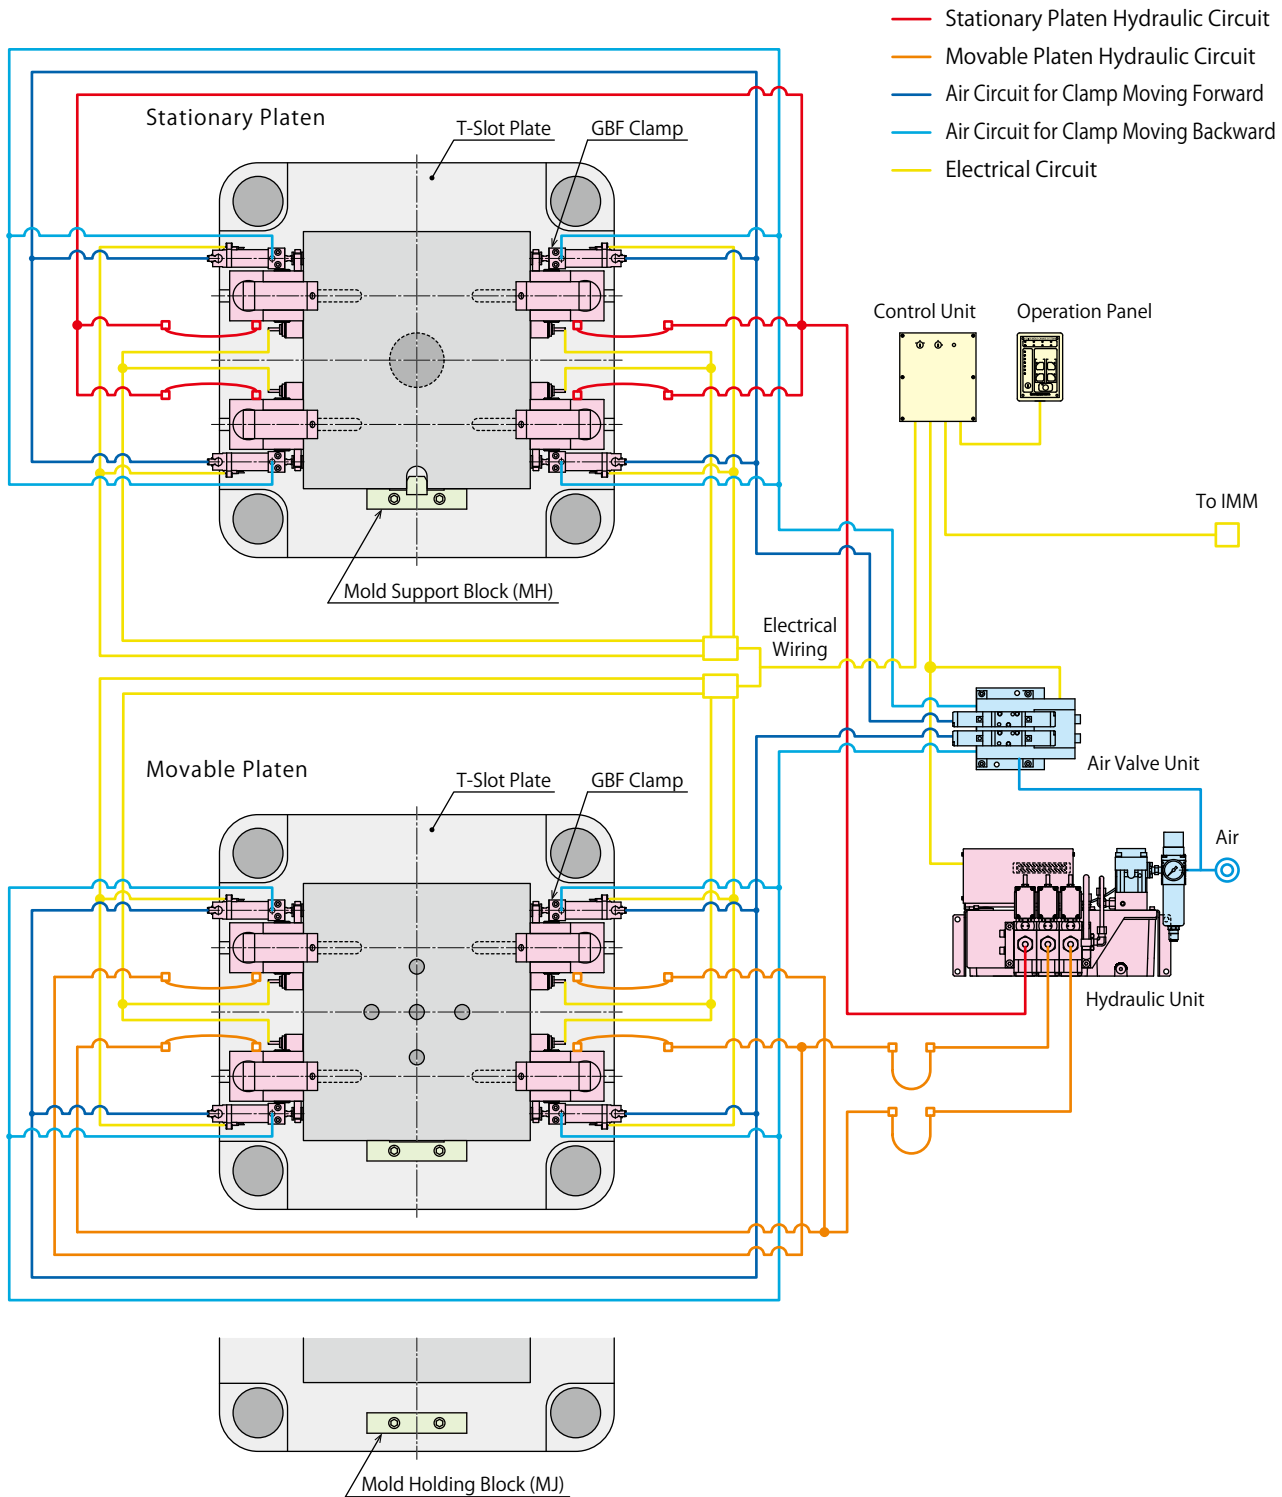 Stationary Platen Hydraulic Circuit
Movable Platen Hydraulic Circuit
Air Circuit for Clamp Moving Forward
Air Circuit for Clamp Moving Backward
Electrical Circuit
Stationary Platen
T-Slot Plate
GBF Clamp
Control Unit
Operation Panel
To IMM
Mold Support Block (MH)
Electrical
Wiring
Air Valve Unit
Movable Platen
T-Slot Plate
GBF Clamp
Air
Hydraulic Unit
Mold Holding Block (MJ)